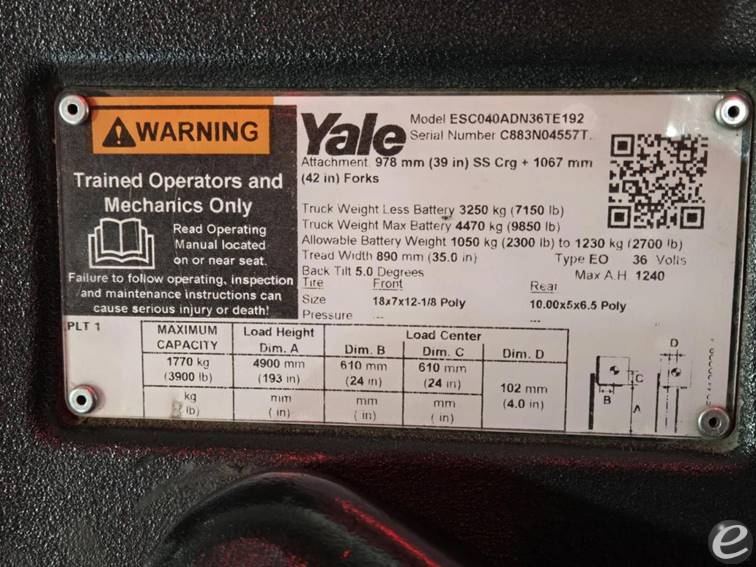 WARNING
Trained Operators and
Mechanics Only
Read Operating
Manual located
on or near seat.
Failure to follow operating, inspection
and maintenance instructions can
cause serious injury or death!
Yale
Model ESC040ADN36TE192
Serial Number C883N04557T
Attachment 978 mm (39 in) SS Crg + 1067 mm
(42 in) Forks
Truck Weight Less Battery 3250 kg (7150 lb)
Truck Weight Max Battery 4470 kg (9850 lb)
Allowable Battery Weight 1050 kg (2300 lb) to 1230 kg (2700 lb)
Tread Width 890 mm (35.0 in) Type EO 36 Volts
Back Tilt 5.0 Degrees Max A.H. 1240
Tire Front Rear
Size 18x7x12-1/8 Poly 10.00x5x6.5 Poly
Pressure --- ---
PLT 1
MAXIMUM CAPACITY Load Height Dim. A Load Center Dim. B Dim. C Dim. D
1770 kg 4900 mm 610 mm 610 mm 102 mm
(3900 lb) (193 in) (24 in) (24 in) (4.0 in)
kg mm mm mm mm
lb) ( in) ( in) ( in) ( in)
D
C
B
A
e